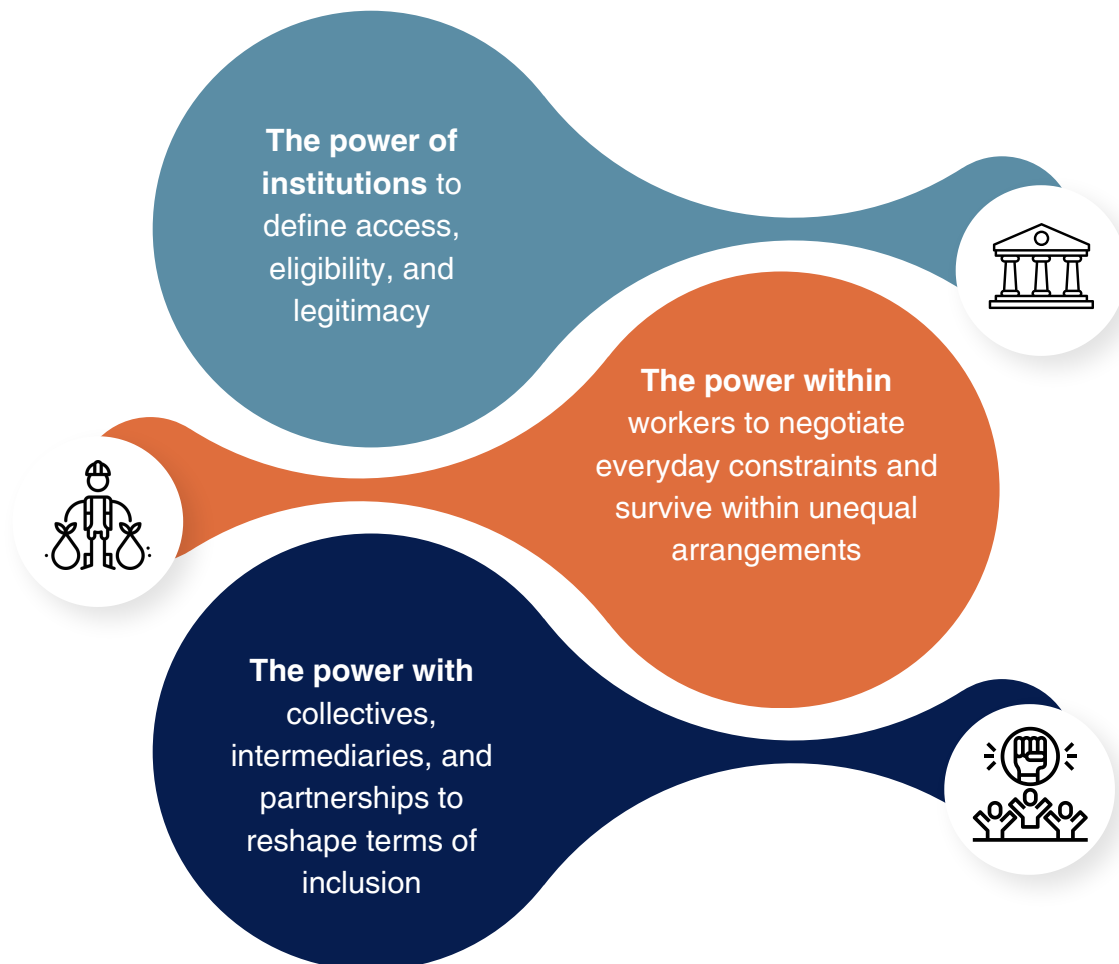 The power of
institutions to
define access,
eligibility, and
legitimacy
The power within
workers to negotiate
everyday constraints and
survive within unequal
arrangements
The power with
collectives,
intermediaries, and
partnerships to
reshape terms of
inclusion